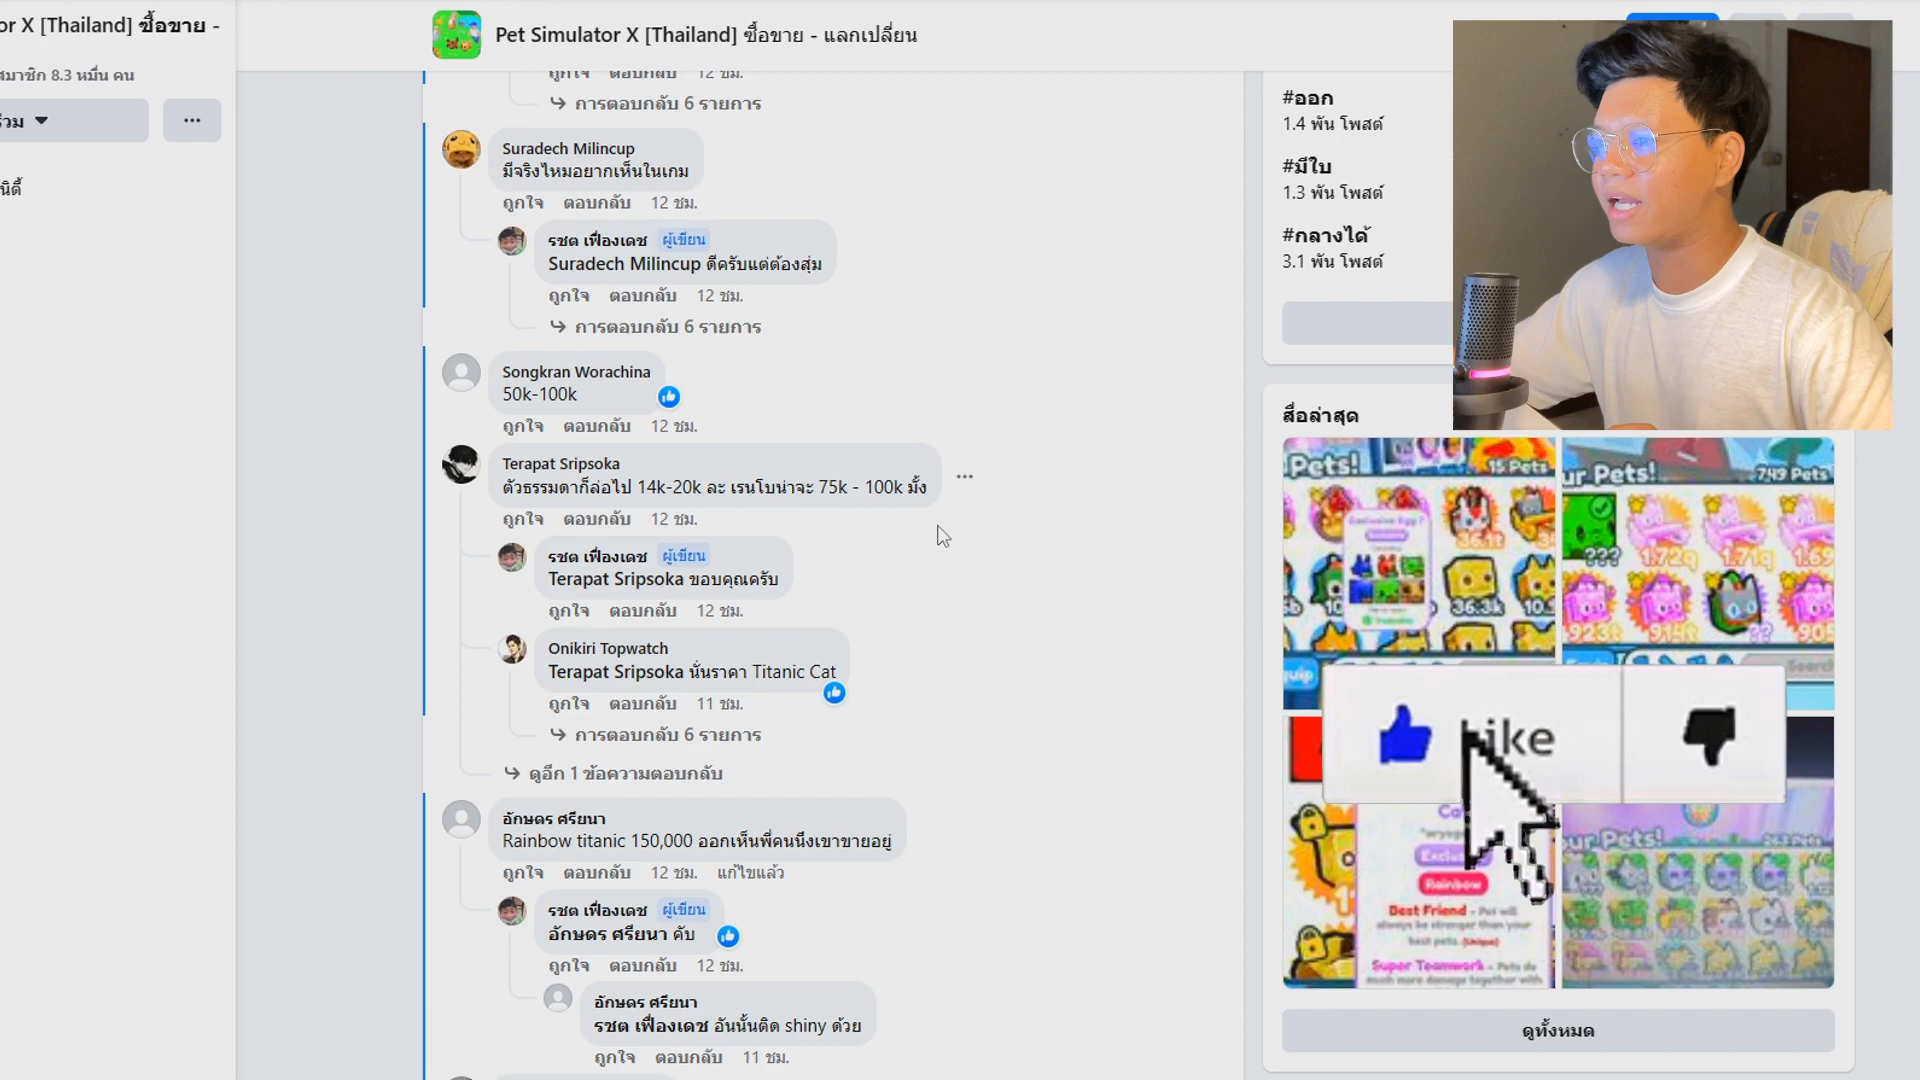 or X [Thailand] ซื้อขาย -
สมาชิก 8.3 หมื่น คน
Pet Simulator X [Thailand] ซื้อขาย - แลกเปลี่ยน
ถูกใจ ตอบกลับ 12 ชม.
การตอบกลับ 6 รายการ
Suradech Milincup
มีจริงไหมอยากเห็นในเกม
ถูกใจ ตอบกลับ 12 ชม.
รชต เฟื่องเดช ผู้เขียน
Suradech Milincup ดีครับแต่ต้องสุ่ม
ถูกใจ ตอบกลับ 12 ชม.
การตอบกลับ 6 รายการ
Songkran Worachina
50k-100k
ถูกใจ ตอบกลับ 12 ชม.
Terapat Sripsoka
ตัวธรรมดาก็ล่อไป 14k-20k ละ เรนโบน่าจะ 75k - 100k มั้ง
ถูกใจ ตอบกลับ 12 ชม.
รชต เฟื่องเดช ผู้เขียน
Terapat Sripsoka ขอบคุณครับ
ถูกใจ ตอบกลับ 12 ชม.
Onikiri Topwatch
Terapat Sripsoka นั่นราคา Titanic Cat
ถูกใจ ตอบกลับ 11 ชม.
การตอบกลับ 6 รายการ
ดูอีก 1 ข้อความตอบกลับ
อักษดร ศรียนา
Rainbow titanic 150,000 ออกเห็นพี่คนนึงเขาขายอยู่
ถูกใจ ตอบกลับ 12 ชม. แก้ไขแล้ว
รชต เฟื่องเดช ผู้เขียน
อักษดร ศรียนา คับ
ถูกใจ ตอบกลับ 12 ชม.
อักษดร ศรียนา
รชต เฟื่องเดช อันนั้นติด shiny ด้วย
ถูกใจ ตอบกลับ 11 ชม.
#ออก
1.4 พัน โพสต์
#มีใบ
1.3 พัน โพสต์
#กลางได้
3.1 พัน โพสต์
สื่อล่าสุด
Pets! 15 Pets
ur Pets! 749 Pets
36.3k
1.72q 1.71q 1.69
923t 914t 905
Like
Rainbow
Best Friend - Pet will
always be stronger than your
best pets. (Unique)
Super Teamwork - Pets do
much more damage together with
our Pets!
ดูทั้งหมด